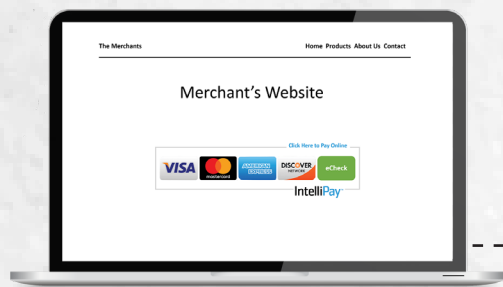 The Merchants
Home Products About Us Contact
Merchant's Website
Click Here to Pay Online
VISA
mastercard
AMERICAN
EXPRESS
DISCOVER
NETWORK
eCheck
IntelliPay